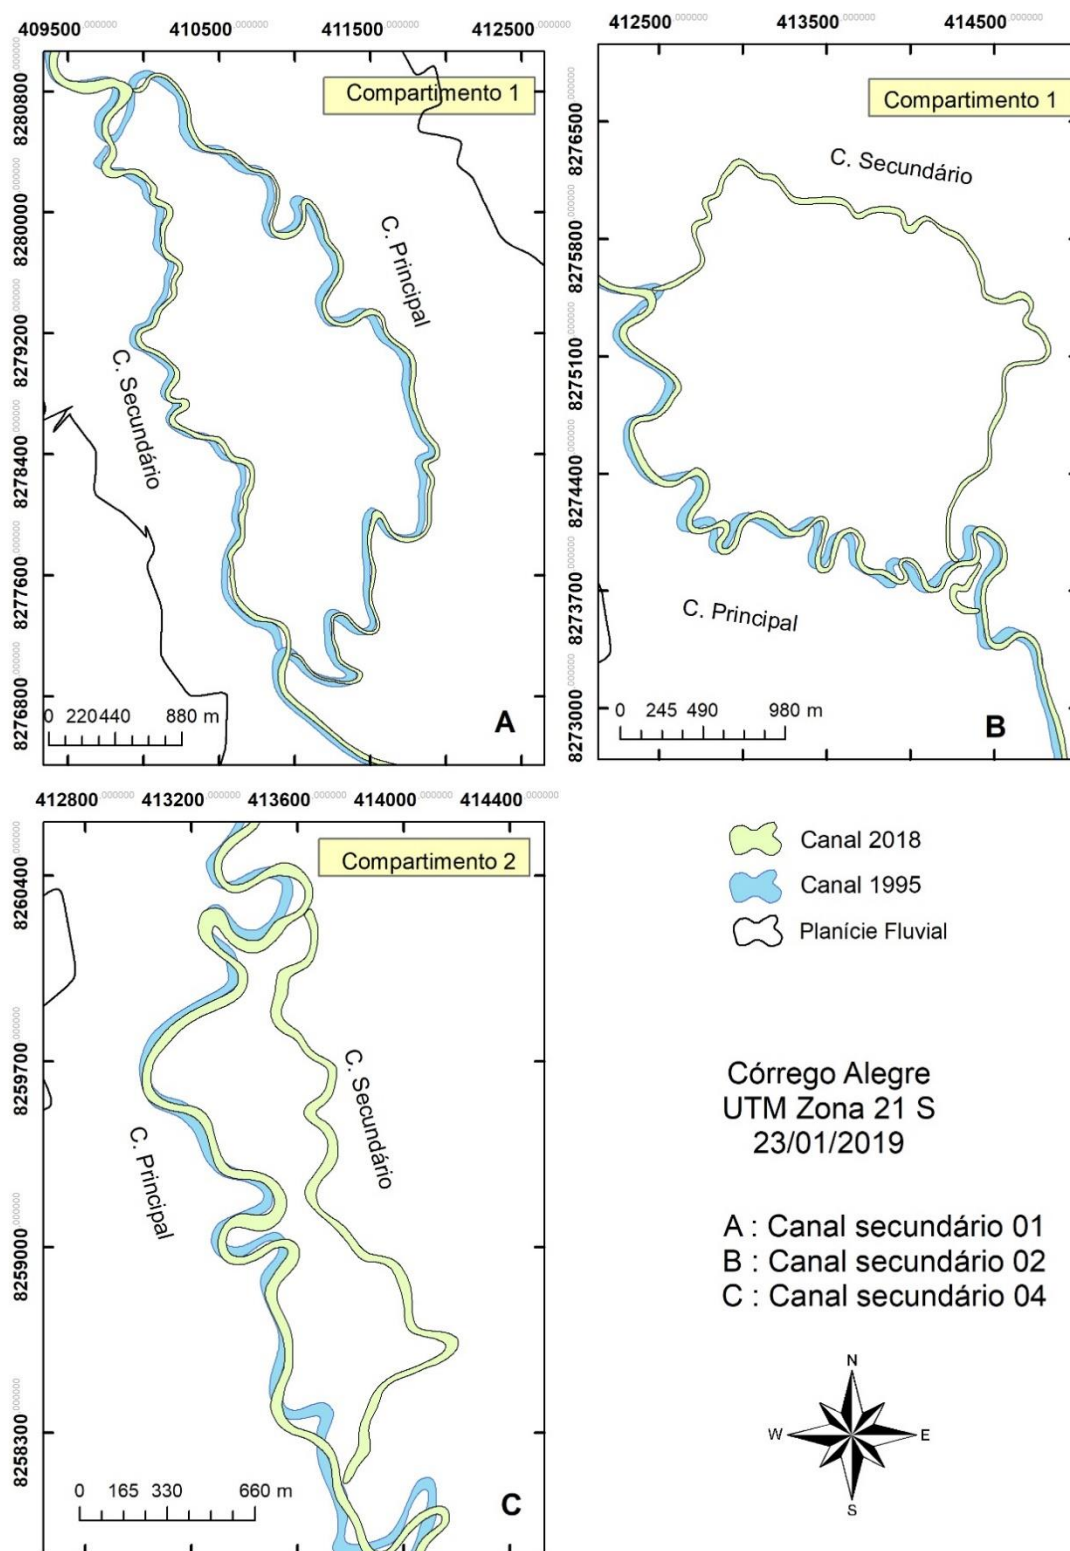 409500.000000 410500.000000 411500.000000 412500.000000
8280800.000000
8280000.000000
8279200.000000
8278400.000000
8277600.000000
8276800.000000
Compartimento 1
C. Principal
C. Secundário
0 220 440 880 m
A
412500.000000 413500.000000 414500.000000
8276500.000000
8275800.000000
8275100.000000
8274400.000000
8273700.000000
8273000.000000
Compartimento 1
C. Secundário
C. Principal
0 245 490 980 m
B
412800.000000 413200.000000 413600.000000 414000.000000 414400.000000
8260400.000000
8259700.000000
8259000.000000
8258300.000000
Compartimento 2
C. Secundário
C. Principal
0 165 330 660 m
C
Canal 2018
Canal 1995
Planície Fluvial
Córrego Alegre
UTM Zona 21 S
23/01/2019
A : Canal secundário 01
B : Canal secundário 02
C : Canal secundário 04
N
W E
S